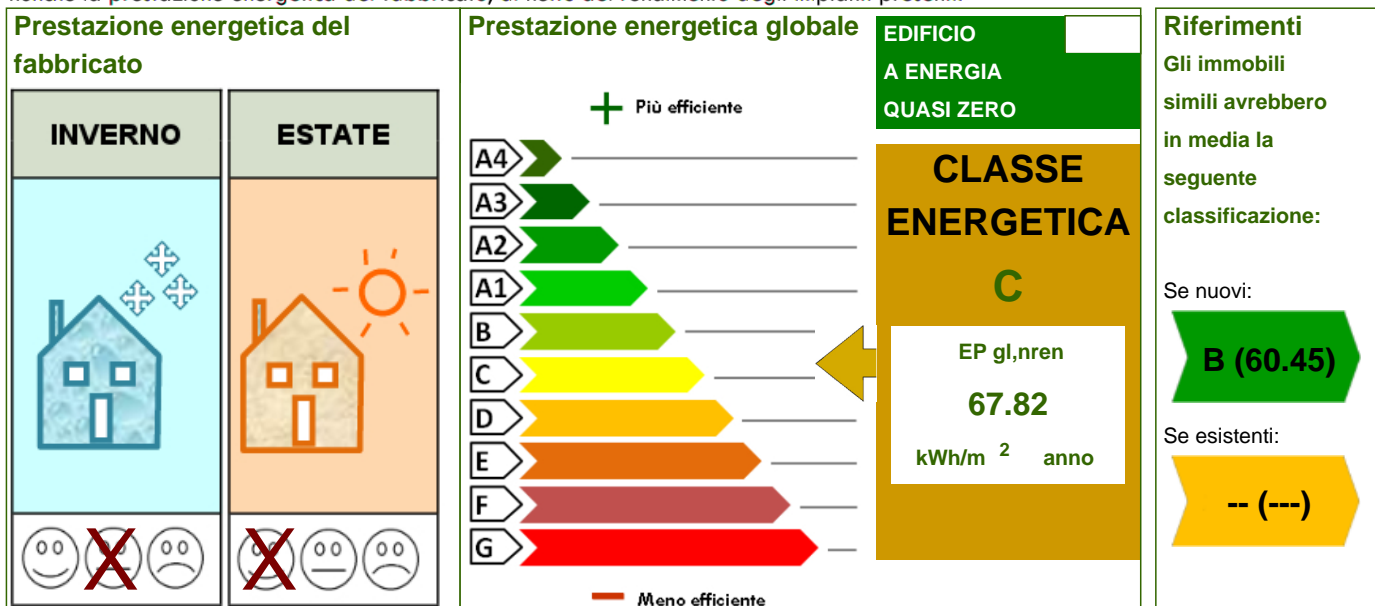 Prestazione energetica del
fabbricato
INVERNO
ESTATE
Prestazione energetica globale
Più efficiente
A4
A3
A2
A1
B
C
D
E
F
G
Meno efficiente
EDIFICIO
A ENERGIA
QUASI ZERO
CLASSE
ENERGETICA
C
EP gl,nren
67.82
kWh/m 2 anno
Riferimenti
Gli immobili
simili avrebbero
in media la
seguente
classificazione:
Se nuovi:
B (60.45)
Se esistenti:
-- (---)